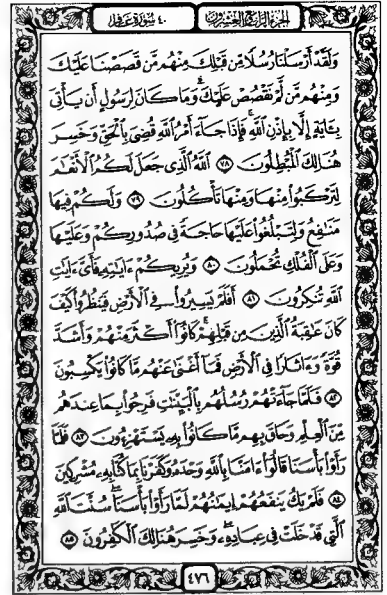 الجزء الرابع والعشرون
٤٠ سورة غافر
وَلَقَدْ أَرْسَلْنَا رُسُلًا مِّن قَبْلِكَ مِنْهُم مَّن قَصَصْنَا عَلَيْكَ
وَمِنْهُم مَّن لَّمْ نَقْصُصْ عَلَيْكَ وَمَا كَانَ لِرَسُولٍ أَن يَأْتِىَ
بِـَٔايَةٍ إِلَّا بِإِذْنِ ٱللَّهِ فَإِذَا جَآءَ أَمْرُ ٱللَّهِ قُضِىَ بِٱلْحَقِّ وَخَسِرَ
هُنَالِكَ ٱلْمُبْطِلُونَ ٧٨ ٱللَّهُ ٱلَّذِى جَعَلَ لَكُمُ ٱلْأَنْعَٰمَ
لِتَرْكَبُوا۟ مِنْهَا وَمِنْهَا تَأْكُلُونَ ٧٩ وَلَكُمْ فِيهَا
مَنَٰفِعُ وَلِتَبْلُغُوا۟ عَلَيْهَا حَاجَةً فِى صُدُورِكُمْ وَعَلَيْهَا
وَعَلَى ٱلْفُلْكِ تُحْمَلُونَ ٨٠ وَيُرِيكُمْ ءَايَٰتِهِۦ فَأَىَّ ءَايَٰتِ
ٱللَّهِ تُنكِرُونَ ٨١ أَفَلَمْ يَسِيرُوا۟ فِى ٱلْأَرْضِ فَيَنظُرُوا۟ كَيْفَ
كَانَ عَٰقِبَةُ ٱلَّذِينَ مِن قَبْلِهِمْ كَانُوٓا۟ أَكْثَرَ مِنْهُمْ وَأَشَدَّ
قُوَّةً وَءَاثَارًا فِى ٱلْأَرْضِ فَمَآ أَغْنَىٰ عَنْهُم مَّا كَانُوا۟ يَكْسِبُونَ
٨٢ فَلَمَّا جَآءَتْهُمْ رُسُلُهُم بِٱلْبَيِّنَٰتِ فَرِحُوا۟ بِمَا عِندَهُم
مِّنَ ٱلْعِلْمِ وَحَاقَ بِهِم مَّا كَانُوا۟ بِهِۦ يَسْتَهْزِءُونَ ٨٣ فَلَمَّا
رَأَوْا۟ بَأْسَنَا قَالُوٓا۟ ءَامَنَّا بِٱللَّهِ وَحْدَهُۥ وَكَفَرْنَا بِمَا كُنَّا بِهِۦ مُشْرِكِينَ
٨٤ فَلَمْ يَكُ يَنفَعُهُمْ إِيمَٰنُهُمْ لَمَّا رَأَوْا۟ بَأْسَنَا سُنَّتَ ٱللَّهِ
ٱلَّتِى قَدْ خَلَتْ فِى عِبَادِهِۦ وَخَسِرَ هُنَالِكَ ٱلْكَٰفِرُونَ ٨٥
٤٧٦